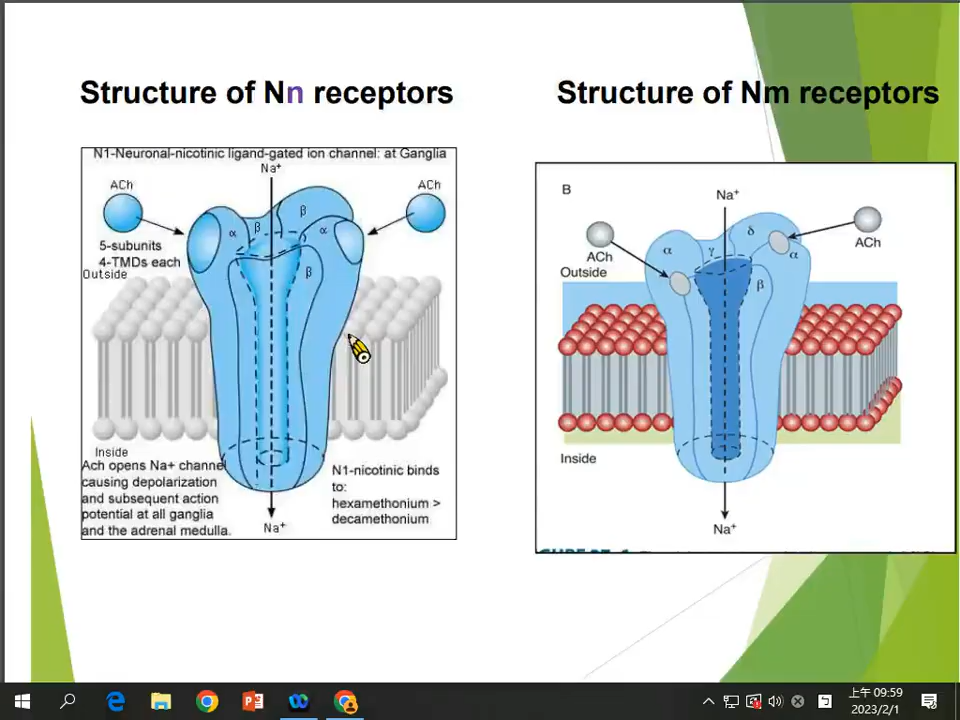 Structure of Nn receptors
N1-Neuronal-nicotinic ligand-gated ion channel: at Ganglia
Na⁺
ACh
ACh
β
β
α
α
β
5-subunits
4-TMDs each
Outside
Inside
Ach opens Na+ channel
causing depolarization
and subsequent action
potential at all ganglia
and the adrenal medulla.
N1-nicotinic binds
to:
hexamethonium >
decamethonium
Na⁺
Structure of Nm receptors
B
Na⁺
ACh
ACh
δ
α
γ
α
β
Outside
Inside
Na⁺
上午 09:59
2023/2/1